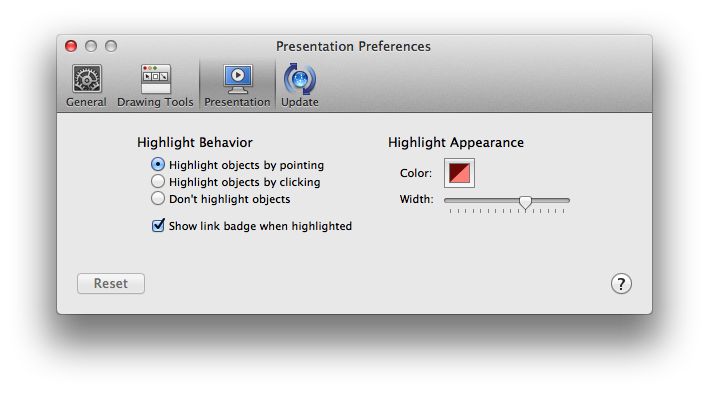 Presentation Preferences
General Drawing Tools Presentation Update
Highlight Behavior
Highlight objects by pointing
Highlight objects by clicking
Don't highlight objects
Show link badge when highlighted
Highlight Appearance
Color:
Width:
Reset ?